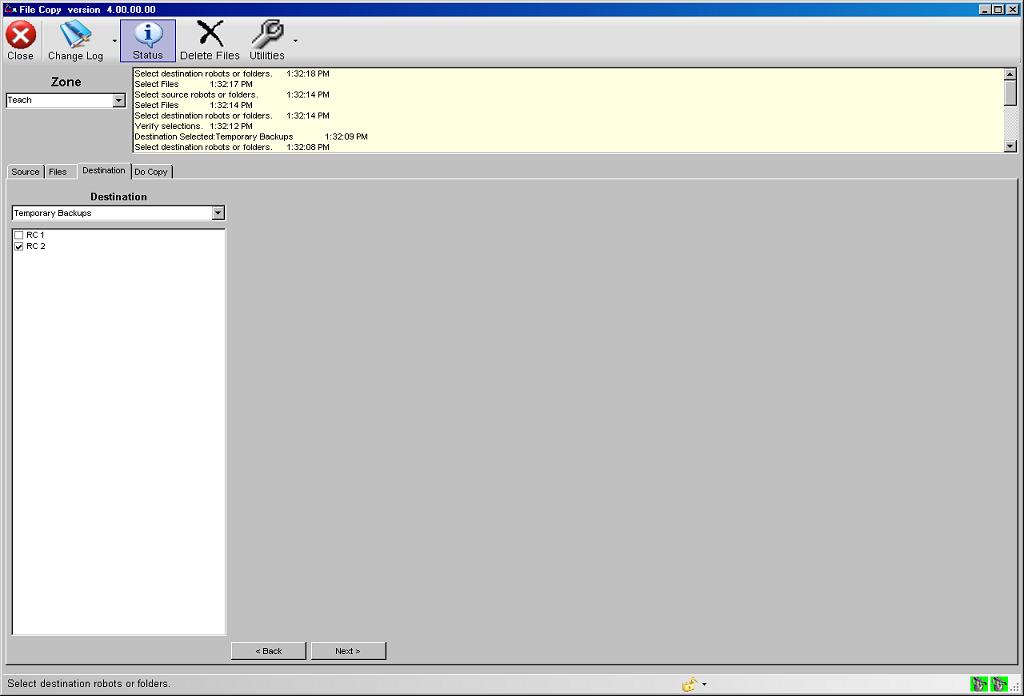 File Copy version 4.00.00.00
Close Change Log Status Delete Files Utilities
Zone
Teach
Select destination robots or folders. 1:32:18 PM
Select Files 1:32:17 PM
Select source robots or folders. 1:32:14 PM
Select Files 1:32:14 PM
Select destination robots or folders. 1:32:14 PM
Verify selections. 1:32:12 PM
Destination Selected:Temporary Backups 1:32:09 PM
Select destination robots or folders. 1:32:08 PM
Source Files Destination Do Copy
Destination
Temporary Backups
RC 1
RC 2
< Back Next >
Select destination robots or folders.